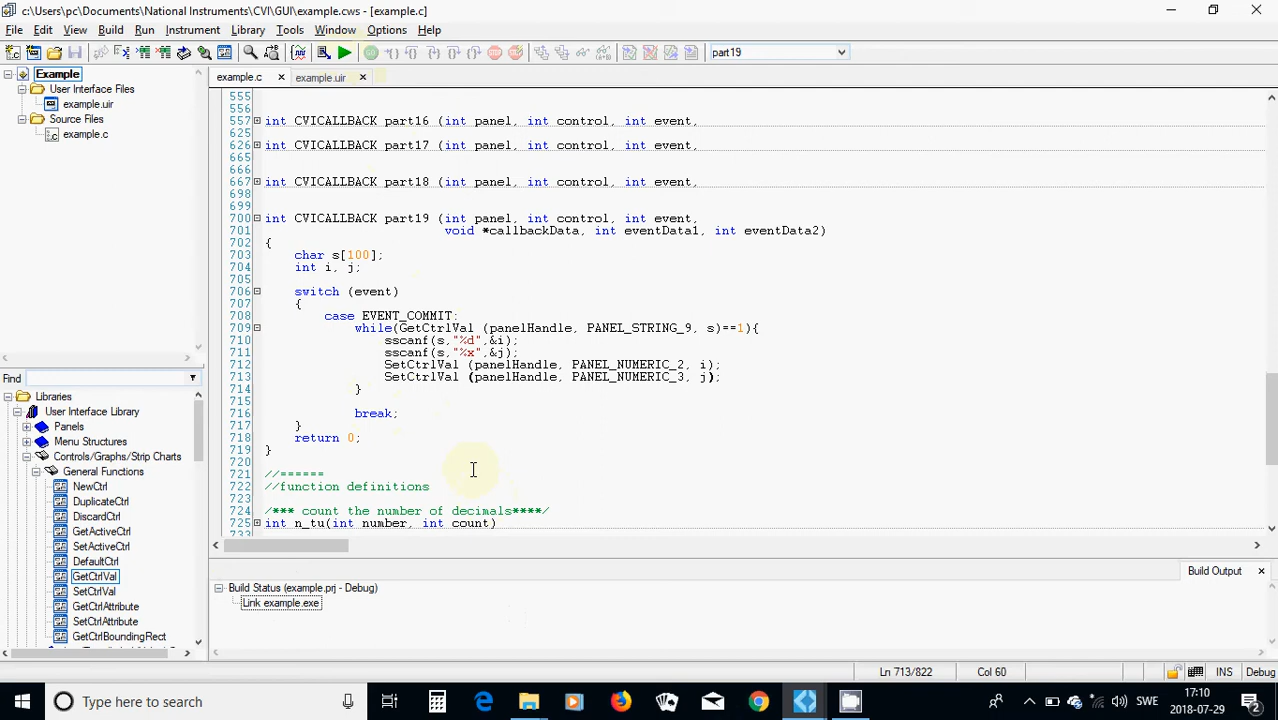 c:\Users\pc\Documents\National Instruments\CVI\GUI\example.cws - [example.c]
File Edit View Build Run Instrument Library Tools Window Options Help
part19
Example
User Interface Files
example.uir
Source Files
example.c
example.c example.uir
555
556
557 int CVICALLBACK part16 (int panel, int control, int event,
625
626 int CVICALLBACK part17 (int panel, int control, int event,
665
666
667 int CVICALLBACK part18 (int panel, int control, int event,
698
699
700 int CVICALLBACK part19 (int panel, int control, int event,
701 void *callbackData, int eventData1, int eventData2)
702 {
703 char s[100];
704 int i, j;
705
706 switch (event)
707 {
708 case EVENT_COMMIT:
709 while(GetCtrlVal (panelHandle, PANEL_STRING_9, s)==1){
710 sscanf(s,"%d",&i);
711 sscanf(s,"%x",&j);
712 SetCtrlVal (panelHandle, PANEL_NUMERIC_2, i);
713 SetCtrlVal (panelHandle, PANEL_NUMERIC_3, j);
714 }
715
716 break;
717 }
718 return 0;
719 }
720
721 //======
722 //function definitions
723
724 /*** count the number of decimals****/
725 int n_tu(int number, int count)
733
Find
Libraries
User Interface Library
Panels
Menu Structures
Controls/Graphs/Strip Charts
General Functions
NewCtrl
DuplicateCtrl
DiscardCtrl
GetActiveCtrl
SetActiveCtrl
DefaultCtrl
GetCtrlVal
SetCtrlVal
GetCtrlAttribute
SetCtrlAttribute
GetCtrlBoundingRect
Build Output
Build Status (example.prj - Debug)
Link example.exe
Ln 713/822 Col 60 INS Debug
Type here to search
SWE
17:10
2018-07-29
2